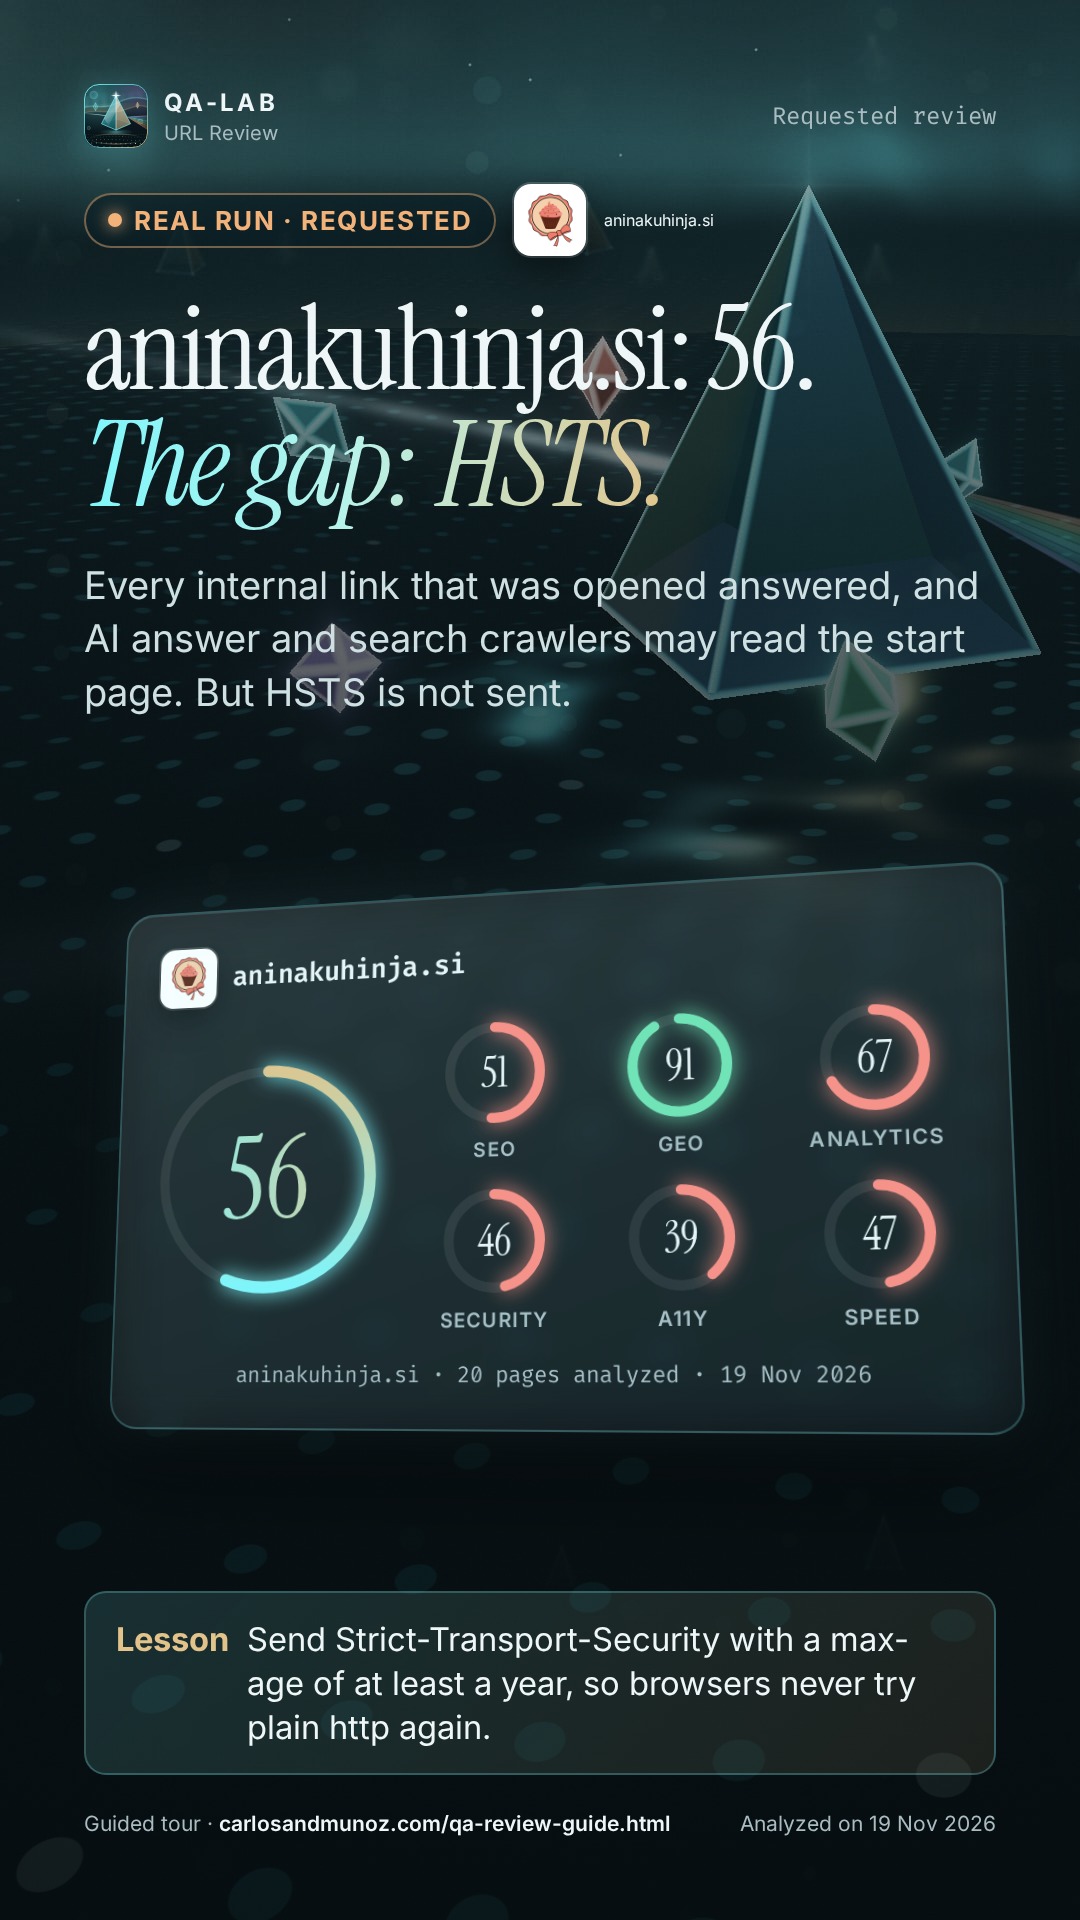 QA-LAB
URL Review
Requested review
REAL RUN · REQUESTED
aninakuhinja.si
aninakuhinja.si: 56.
The gap: HSTS.
Every internal link that was opened answered, and
AI answer and search crawlers may read the start
page. But HSTS is not sent.
aninakuhinja.si
56
51
SEO
91
GEO
67
ANALYTICS
46
SECURITY
39
A11Y
47
SPEED
aninakuhinja.si · 20 pages analyzed · 19 Nov 2026
Lesson Send Strict-Transport-Security with a max-
age of at least a year, so browsers never try
plain http again.
Guided tour · carlosandmunoz.com/qa-review-guide.html
Analyzed on 19 Nov 2026